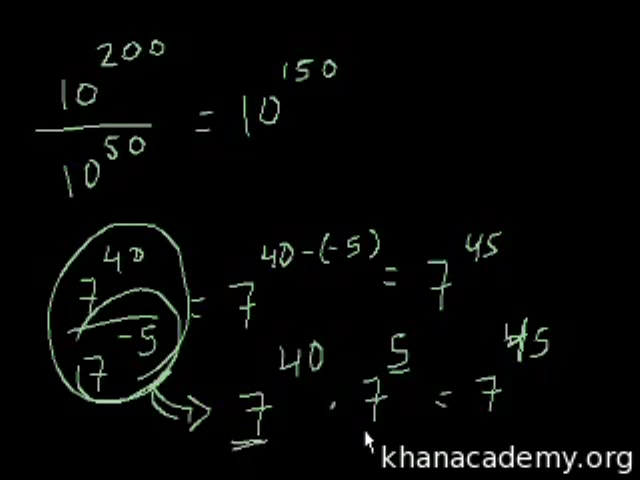 10^200 / 10^50 = 10^150
7^40 / 7^-5 = 7^40-(-5) = 7^45
7^40 · 7^5 = 7^45
khanacademy.org